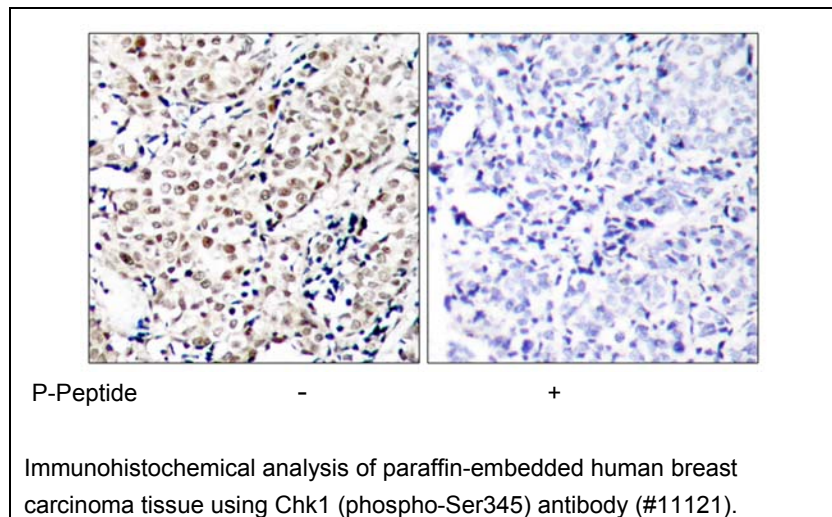 P-Peptide - +
Immunohistochemical analysis of paraffin-embedded human breast
carcinoma tissue using Chk1 (phospho-Ser345) antibody (#11121).